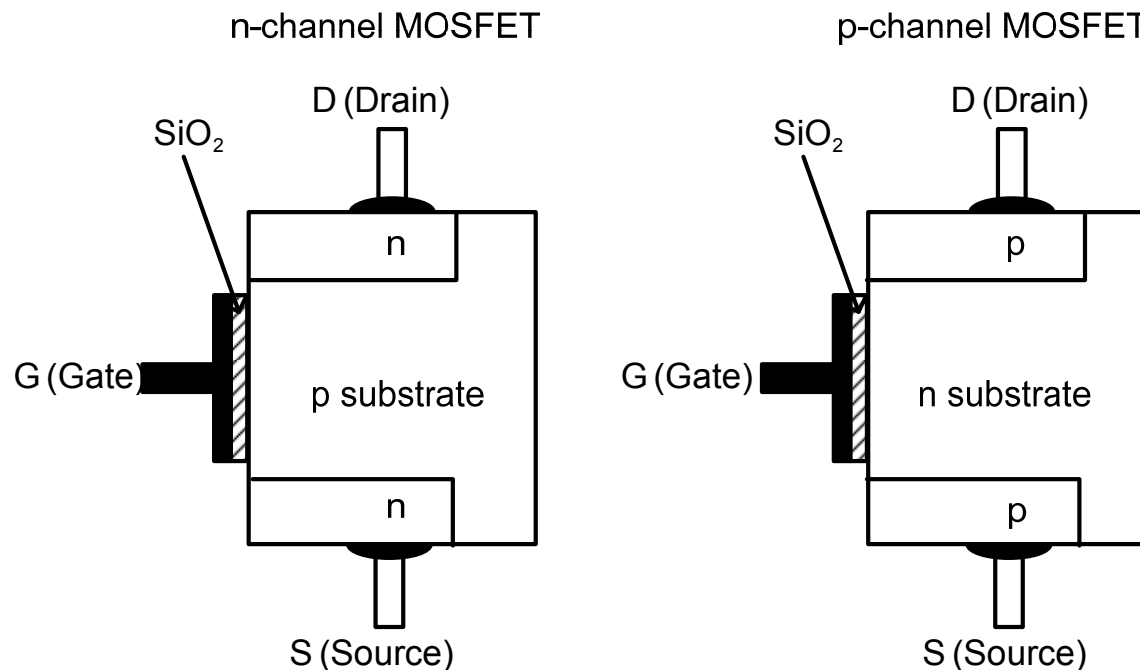 n-channel MOSFET
D (Drain)
SiO2
n
G (Gate)
p substrate
n
S (Source)
p-channel MOSFET
D (Drain)
SiO2
p
G (Gate)
n substrate
p
S (Source)